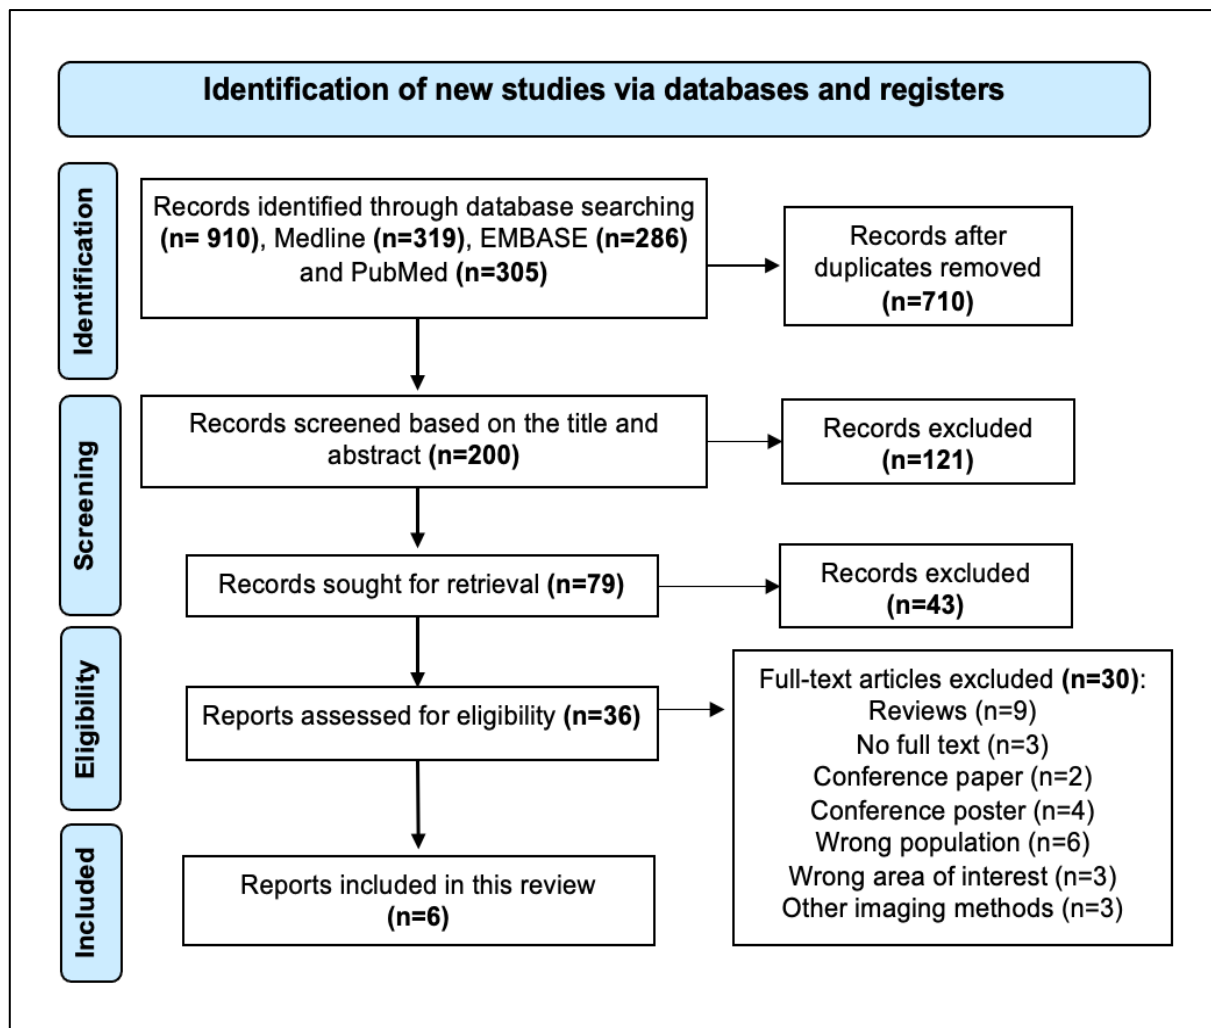 Identification of new studies via databases and registers
Identification
Records identified through database searching
(n= 910), Medline (n=319), EMBASE (n=286)
and PubMed (n=305)
Records after
duplicates removed
(n=710)
Screening
Records screened based on the title and
abstract (n=200)
Records excluded
(n=121)
Records sought for retrieval (n=79)
Records excluded
(n=43)
Eligibility
Reports assessed for eligibility (n=36)
Full-text articles excluded (n=30):
Reviews (n=9)
No full text (n=3)
Conference paper (n=2)
Conference poster (n=4)
Wrong population (n=6)
Wrong area of interest (n=3)
Other imaging methods (n=3)
Included
Reports included in this review
(n=6)